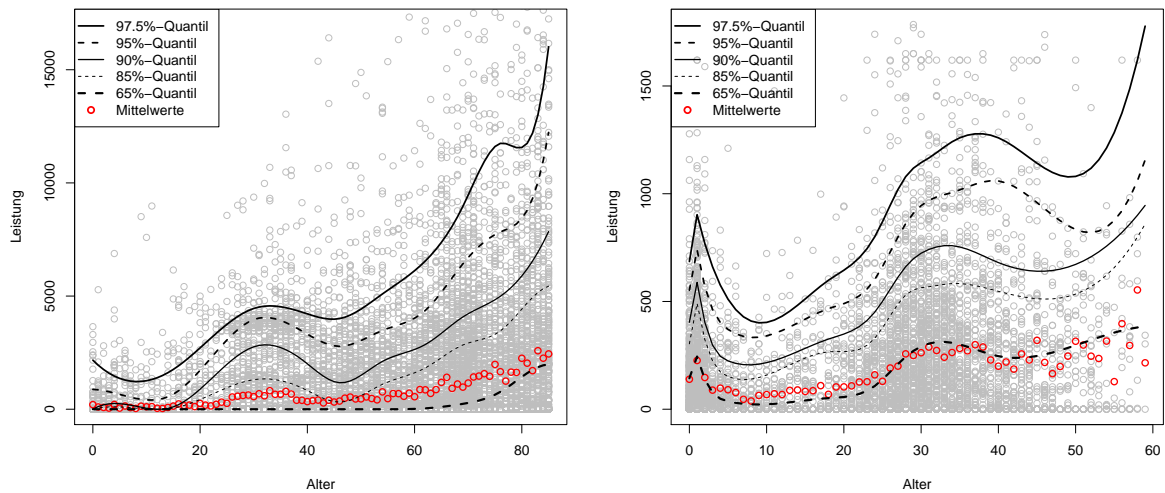 97.5%−Quantil
95%−Quantil
90%−Quantil
85%−Quantil
65%−Quantil
Mittelwerte
15000
10000
5000
0
Leistung
0
20
40
60
80
Alter
97.5%−Quantil
95%−Quantil
90%−Quantil
85%−Quantil
65%−Quantil
Mittelwerte
1500
1000
500
0
Leistung
0
10
20
30
40
50
60
Alter